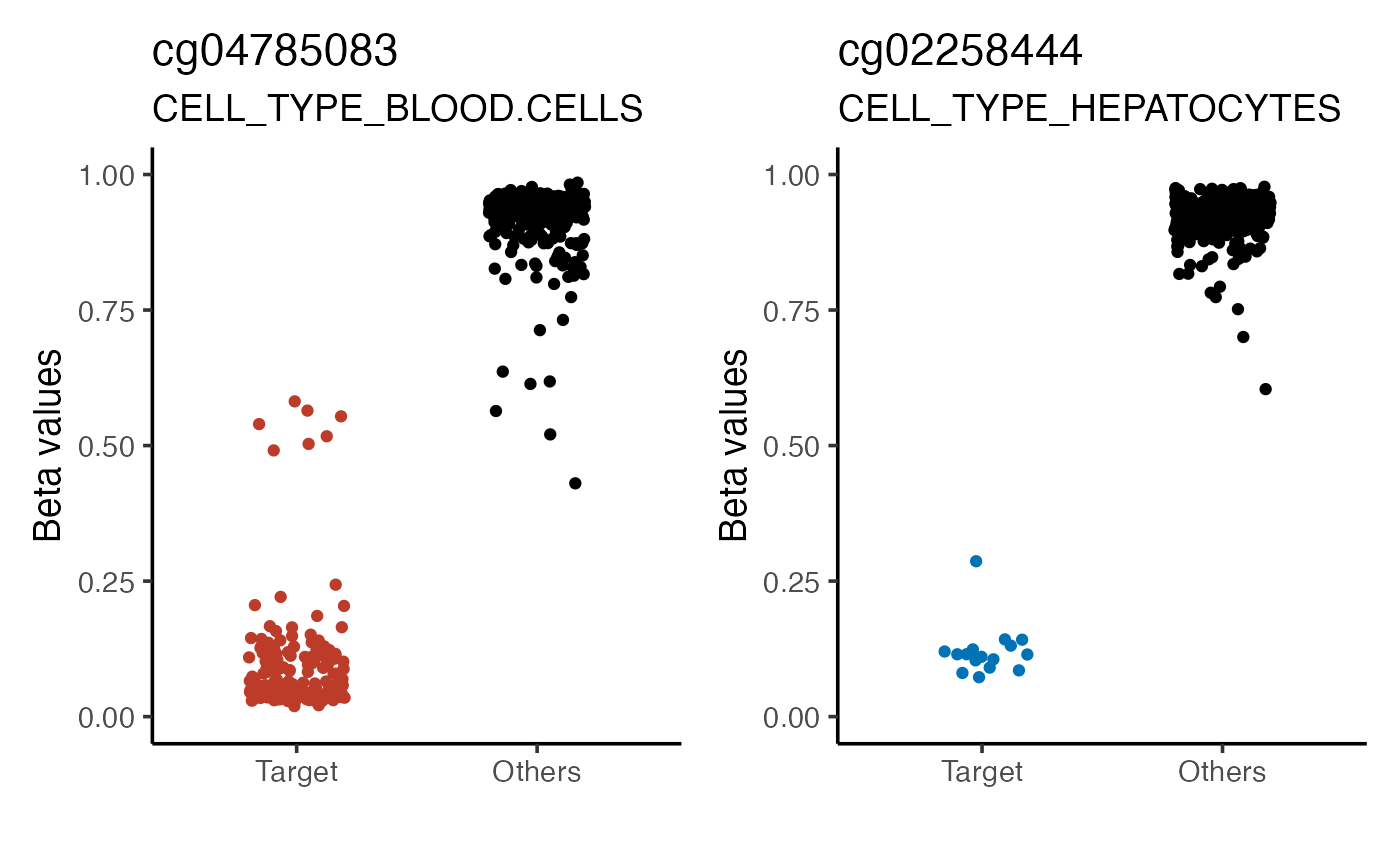 cg04785083
CELL_TYPE_BLOOD.CELLS
Beta values
1.00
0.75
0.50
0.25
0.00
Target Others
cg02258444
CELL_TYPE_HEPATOCYTES
Beta values
1.00
0.75
0.50
0.25
0.00
Target Others